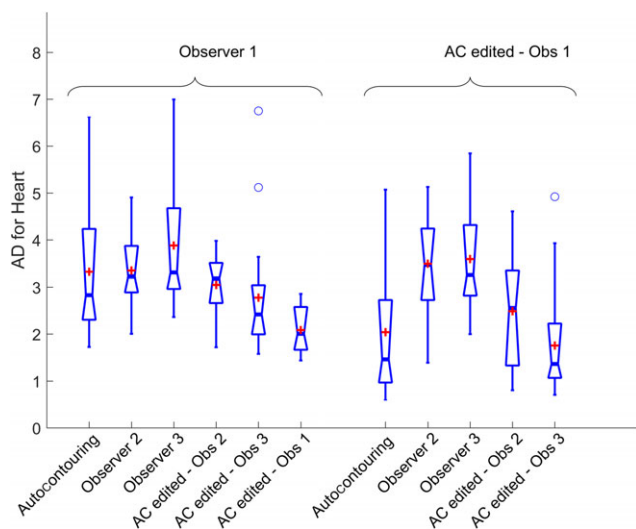 Observer 1
AC edited - Obs 1
AD for Heart
8
7
6
5
4
3
2
1
0
Autocontouring
Observer 2
Observer 3
AC edited - Obs 2
AC edited - Obs 3
AC edited - Obs 1
Autocontouring
Observer 2
Observer 3
AC edited - Obs 2
AC edited - Obs 3